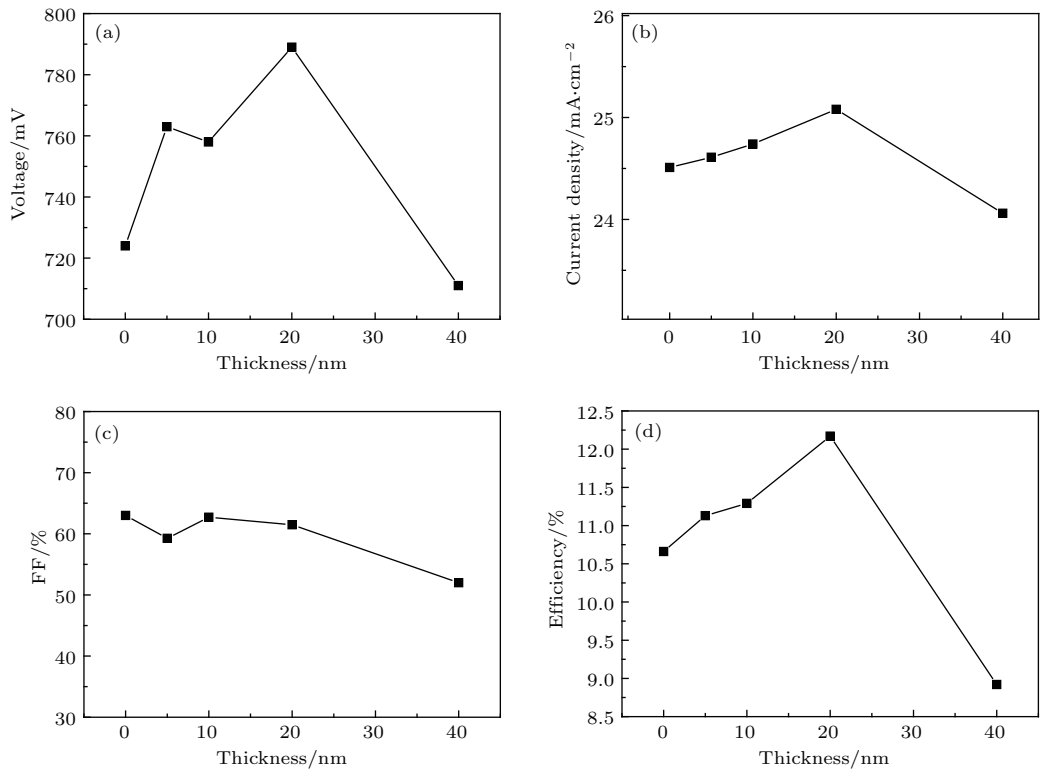 (a)
Voltage/mV
800
780
760
740
720
700
0 10 20 30 40
Thickness/nm
(b)
Current density/mA·cm−2
26
25
24
0 10 20 30 40
Thickness/nm
(c)
FF/%
80
70
60
50
40
30
0 10 20 30 40
Thickness/nm
(d)
Efficiency/%
12.5
12.0
11.5
11.0
10.5
10.0
9.5
9.0
8.5
0 10 20 30 40
Thickness/nm